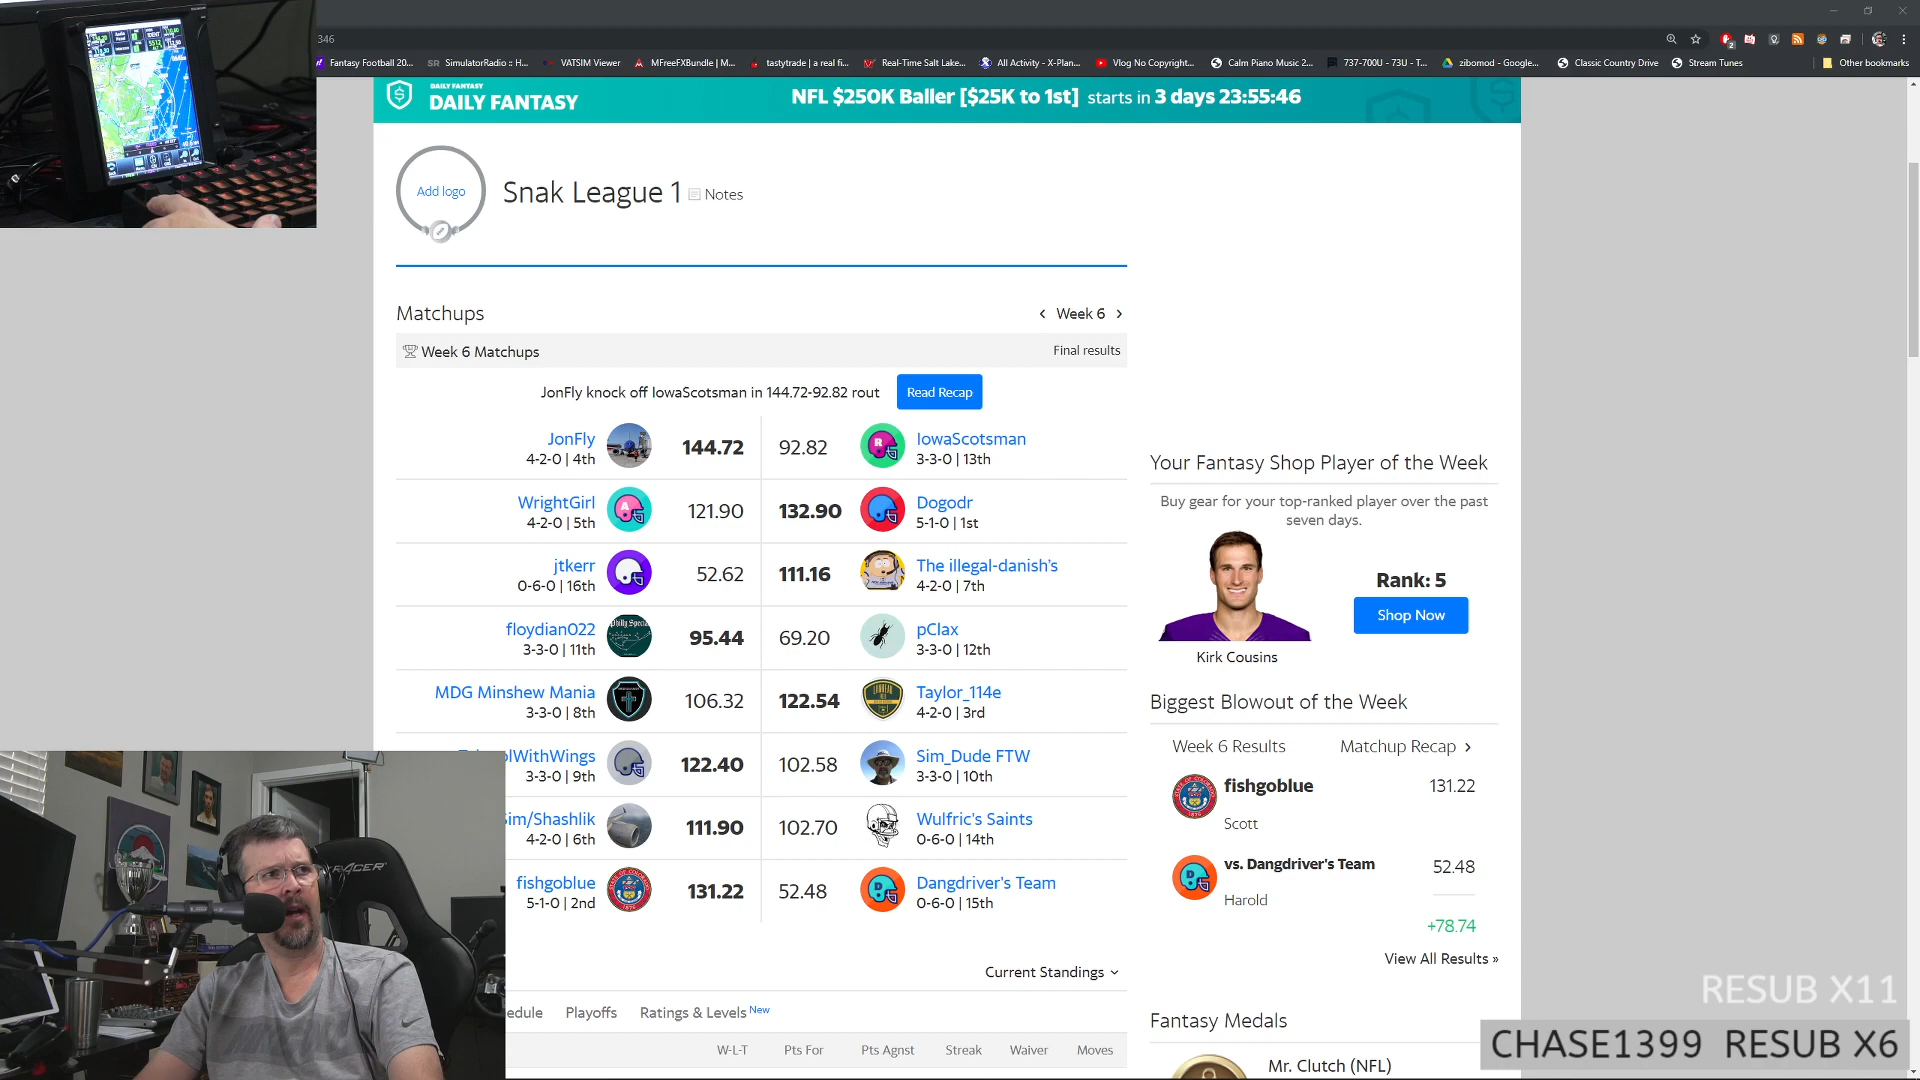 346
Fantasy Football 20...
SR SimulatorRadio :: H...
VATSIM Viewer
MFreeFXBundle | M...
tastytrade | a real fi...
Real-Time Salt Lake...
All Activity - X-Plan...
Vlog No Copyright...
Calm Piano Music 2...
737-700U - 73U - T...
zibomod - Google...
Classic Country Drive
Stream Tunes
Other bookmarks
DAILY FANTASY
DAILY FANTASY
NFL $250K Baller [$25K to 1st] starts in 3 days 23:55:46
Add logo
Snak League 1 Notes
Matchups
Week 6
Week 6 Matchups
Final results
JonFly knock off IowaScotsman in 144.72-92.82 rout
Read Recap
JonFly
4-2-0 | 4th
144.72
92.82
IowaScotsman
3-3-0 | 13th
WrightGirl
4-2-0 | 5th
121.90
132.90
Dogodr
5-1-0 | 1st
jtkerr
0-6-0 | 16th
52.62
111.16
The illegal-danish's
4-2-0 | 7th
floydian022
3-3-0 | 11th
95.44
69.20
pClax
3-3-0 | 12th
MDG Minshew Mania
3-3-0 | 8th
106.32
122.54
Taylor_114e
4-2-0 | 3rd
olWithWings
3-3-0 | 9th
122.40
102.58
Sim_Dude FTW
3-3-0 | 10th
Sim/Shashlik
4-2-0 | 6th
111.90
102.70
Wulfric's Saints
0-6-0 | 14th
fishgoblue
5-1-0 | 2nd
131.22
52.48
Dangdriver's Team
0-6-0 | 15th
Current Standings
edule
Playoffs
Ratings & Levels New
W-L-T
Pts For
Pts Agnst
Streak
Waiver
Moves
Your Fantasy Shop Player of the Week
Buy gear for your top-ranked player over the past
seven days.
Rank: 5
Shop Now
Kirk Cousins
Biggest Blowout of the Week
Week 6 Results
Matchup Recap
fishgoblue
131.22
Scott
vs. Dangdriver's Team
52.48
Harold
+78.74
View All Results »
Fantasy Medals
Mr. Clutch (NFL)
RESUB X11
CHASE1399 RESUB X6